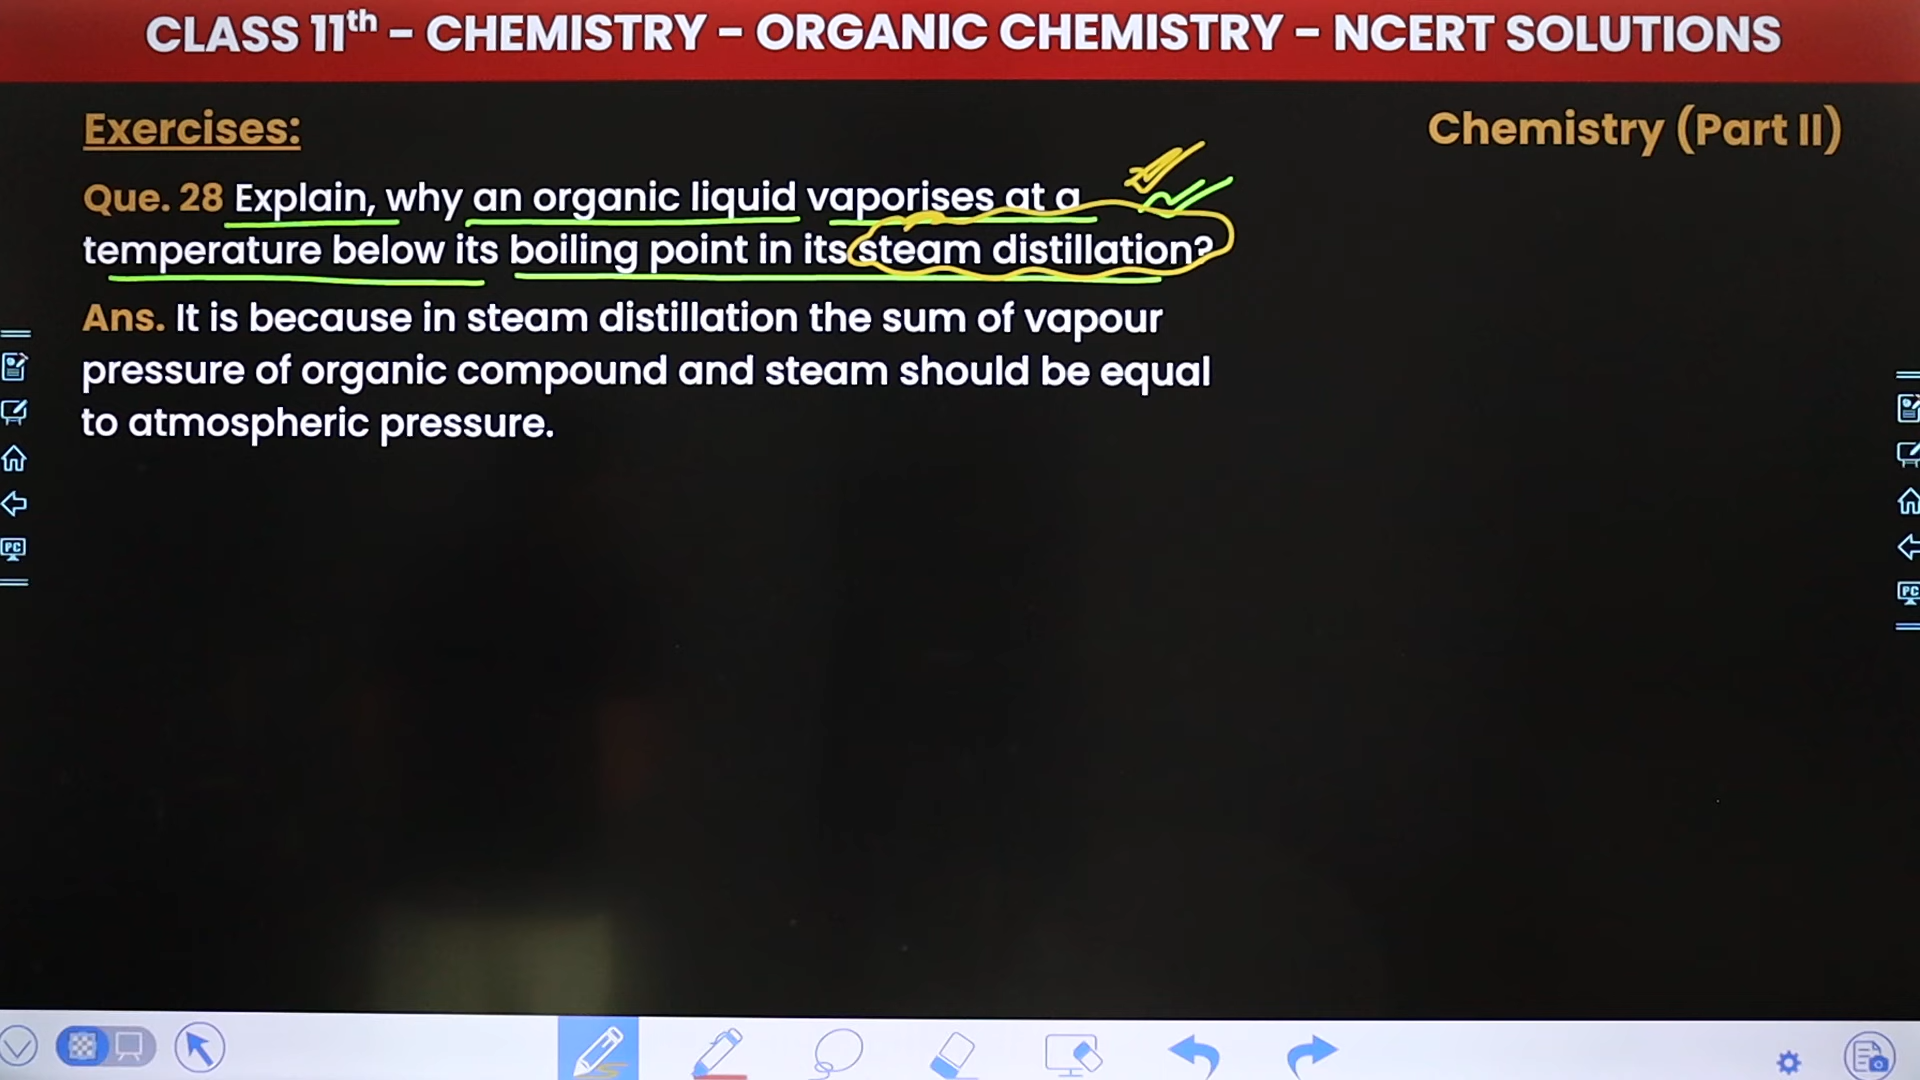 CLASS 11th - CHEMISTRY - ORGANIC CHEMISTRY - NCERT SOLUTIONS
Exercises:
Chemistry (Part II)
Que. 28 Explain, why an organic liquid vaporises at a
temperature below its boiling point in its steam distillation?
Ans. It is because in steam distillation the sum of vapour
pressure of organic compound and steam should be equal
to atmospheric pressure.
PC
PC